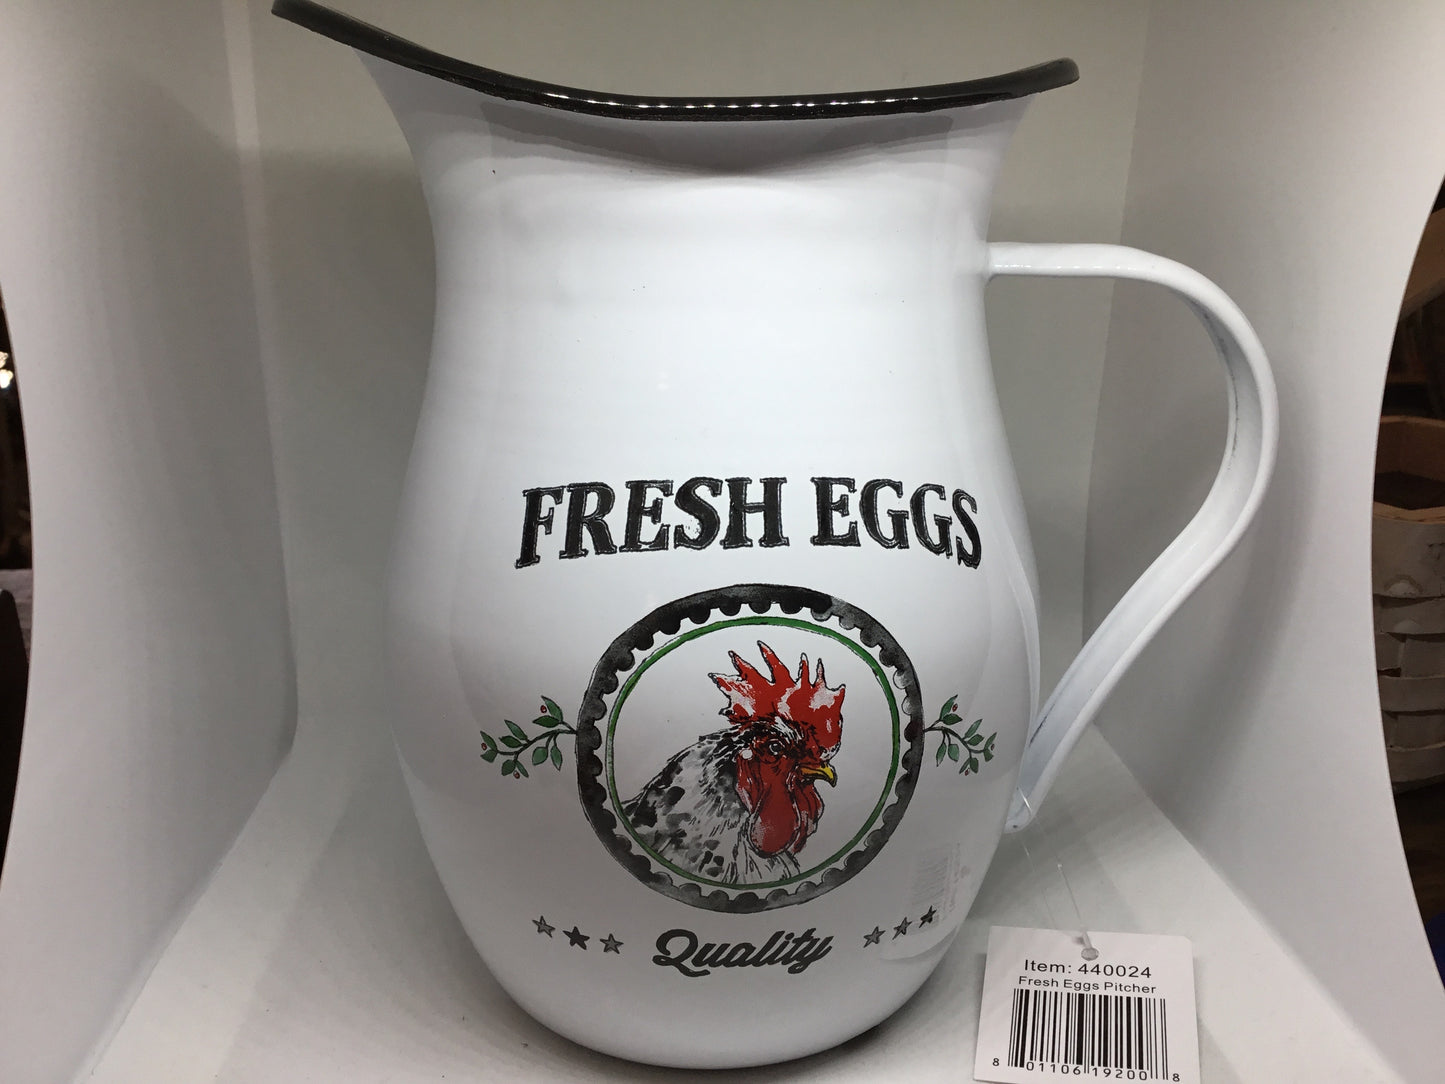 FRESH EGGS
Quality
Item: 440024
Fresh Eggs Pitcher
8 01106 19200 8